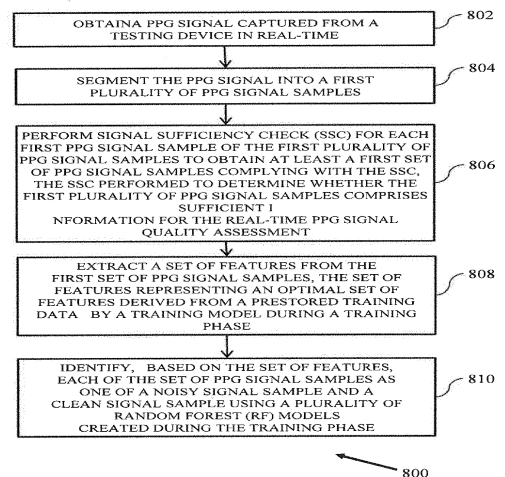 OBTAINA PPG SIGNAL CAPTURED FROM A
TESTING DEVICE IN REAL-TIME
802
SEGMENT THE PPG SIGNAL INTO A FIRST
PLURALITY OF PPG SIGNAL SAMPLES
804
PERFORM SIGNAL SUFFICIENCY CHECK (SSC) FOR EACH
FIRST PPG SIGNAL SAMPLE OF THE FIRST PLURALITY OF
PPG SIGNAL SAMPLES TO OBTAIN AT LEAST A FIRST SET
OF PPG SIGNAL SAMPLES COMPLYING WITH THE SSC,
THE SSC PERFORMED TO DETERMINE WHETHER THE
FIRST PLURALITY OF PPG SIGNAL SAMPLES COMPRISES
SUFFICIENT I
NFORMATION FOR THE REAL-TIME PPG SIGNAL
QUALITY ASSESSMENT
806
EXTRACT A SET OF FEATURES FROM THE
FIRST SET OF PPG SIGNAL SAMPLES, THE SET OF
FEATURES REPRESENTING AN OPTIMAL SET OF
FEATURES DERIVED FROM A PRESTORED TRAINING
DATA BY A TRAINING MODEL DURING A TRAINING
PHASE
808
IDENTIFY, BASED ON THE SET OF FEATURES,
EACH OF THE SET OF PPG SIGNAL SAMPLES AS
ONE OF A NOISY SIGNAL SAMPLE AND A
CLEAN SIGNAL SAMPLE USING A PLURALITY OF
RANDOM FOREST (RF) MODELS
CREATED DURING THE TRAINING PHASE
810
800